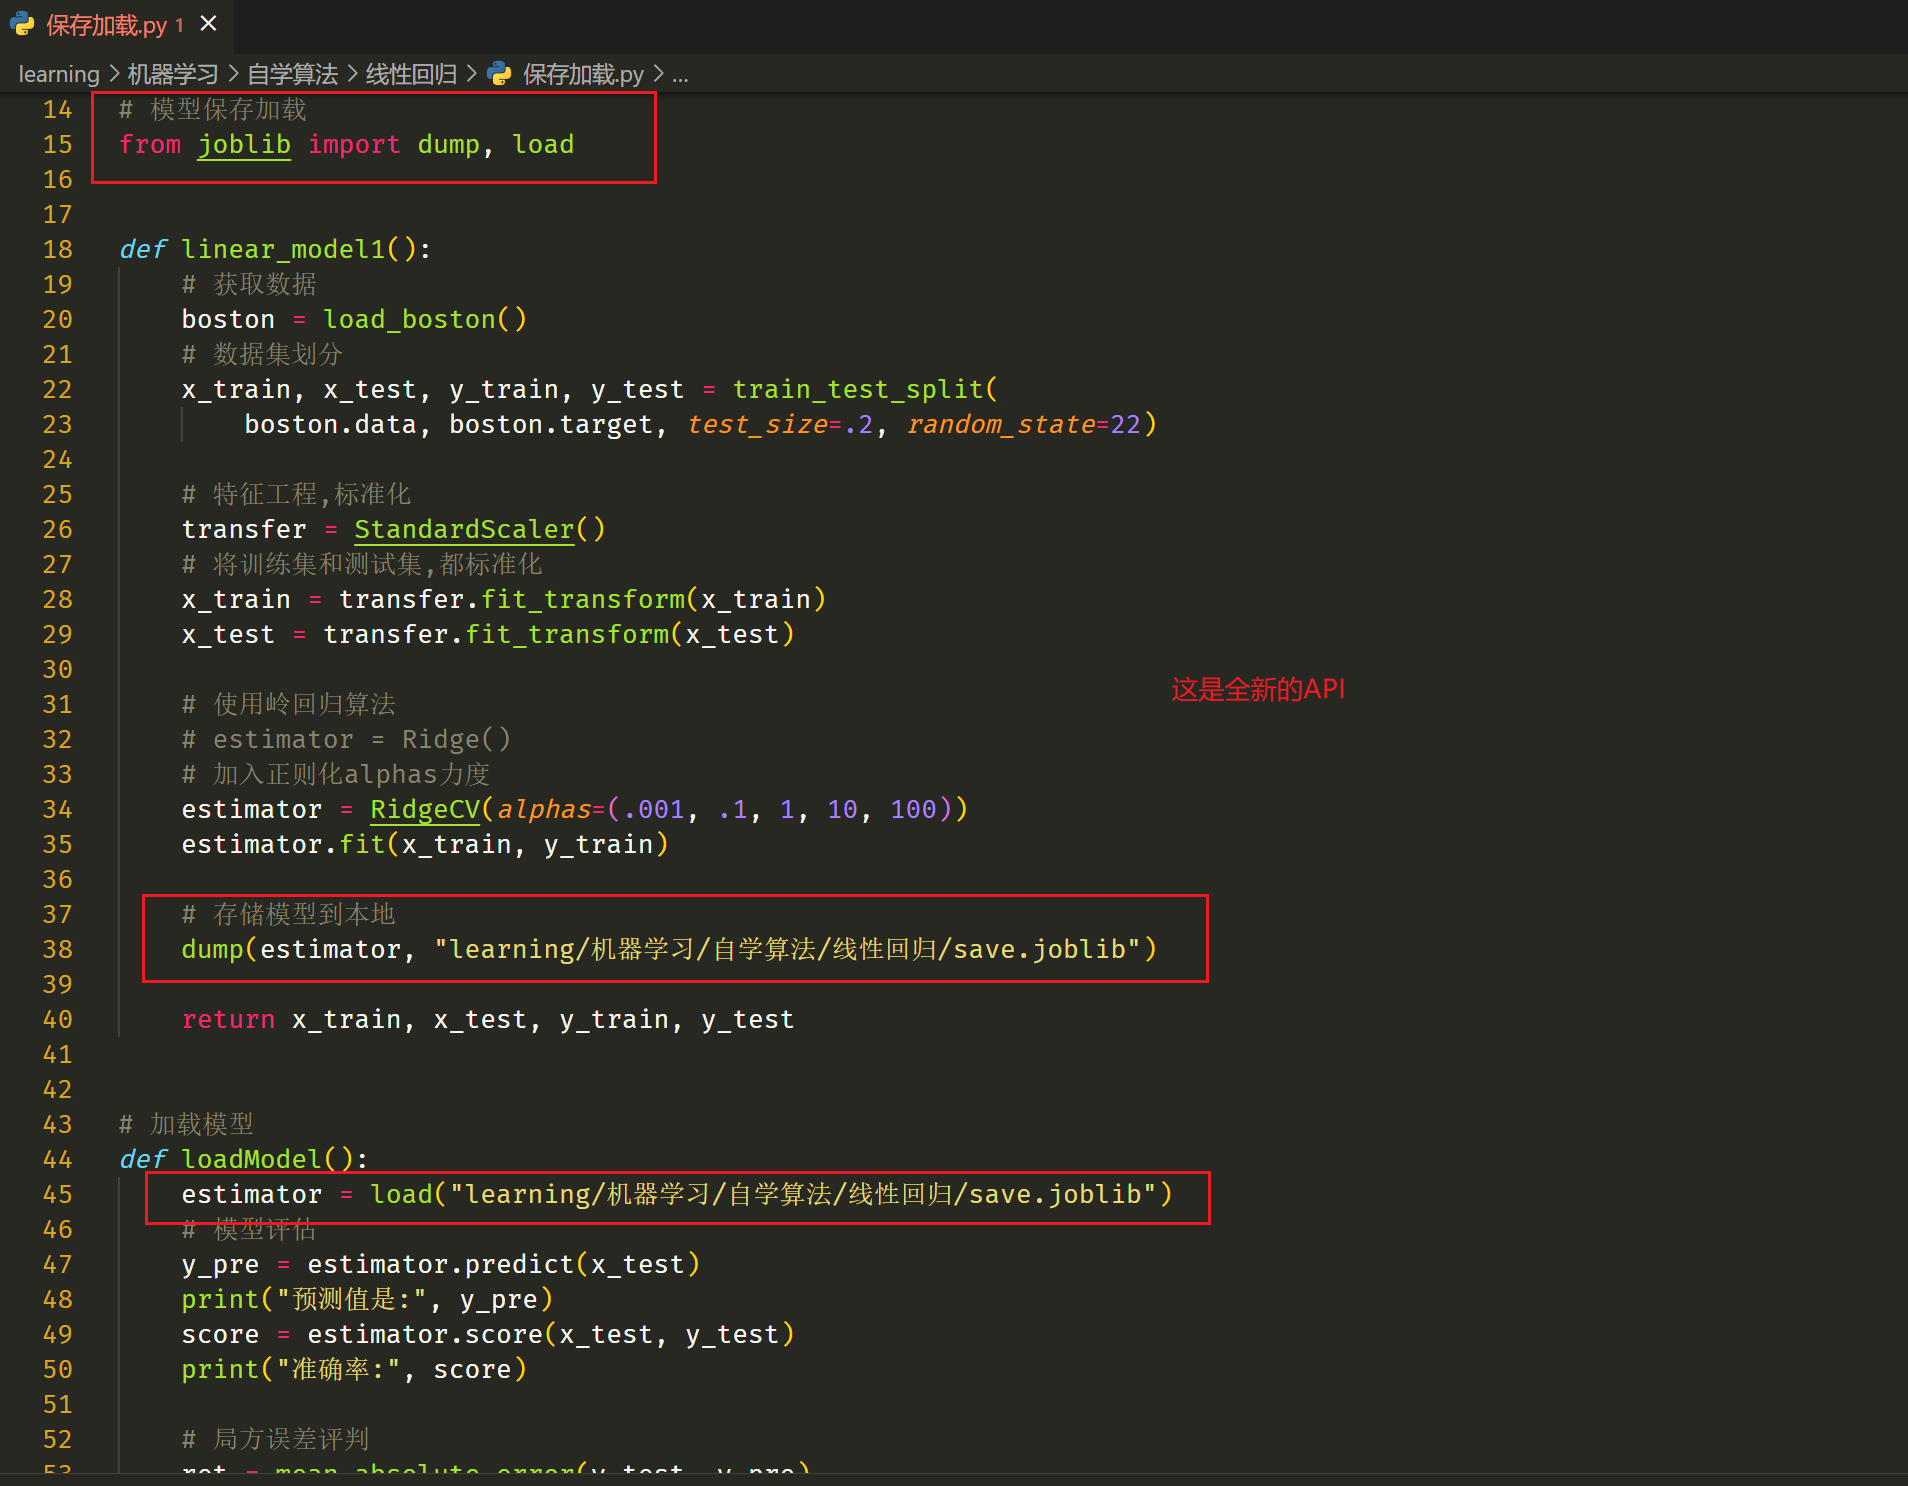 保存加载.py 1 ×
learning > 机器学习 > 自学算法 > 线性回归 > 保存加载.py > ...
14 # 模型保存加载
15 from joblib import dump, load
16
17
18 def linear_model1():
19 # 获取数据
20 boston = load_boston()
21 # 数据集划分
22 x_train, x_test, y_train, y_test = train_test_split(
23 boston.data, boston.target, test_size=.2, random_state=22)
24
25 # 特征工程,标准化
26 transfer = StandardScaler()
27 # 将训练集和测试集,都标准化
28 x_train = transfer.fit_transform(x_train)
29 x_test = transfer.fit_transform(x_test)
30
这是全新的API
31 # 使用岭回归算法
32 # estimator = Ridge()
33 # 加入正则化alphas力度
34 estimator = RidgeCV(alphas=(.001, .1, 1, 10, 100))
35 estimator.fit(x_train, y_train)
36
37 # 存储模型到本地
38 dump(estimator, "learning/机器学习/自学算法/线性回归/save.joblib")
39
40 return x_train, x_test, y_train, y_test
41
42
43 # 加载模型
44 def loadModel():
45 estimator = load("learning/机器学习/自学算法/线性回归/save.joblib")
46 # 模型评估
47 y_pre = estimator.predict(x_test)
48 print("预测值是:", y_pre)
49 score = estimator.score(x_test, y_test)
50 print("准确率:", score)
51
52 # 局方误差评判
53 ret = mean_absolute_error(y_test, y_pre)